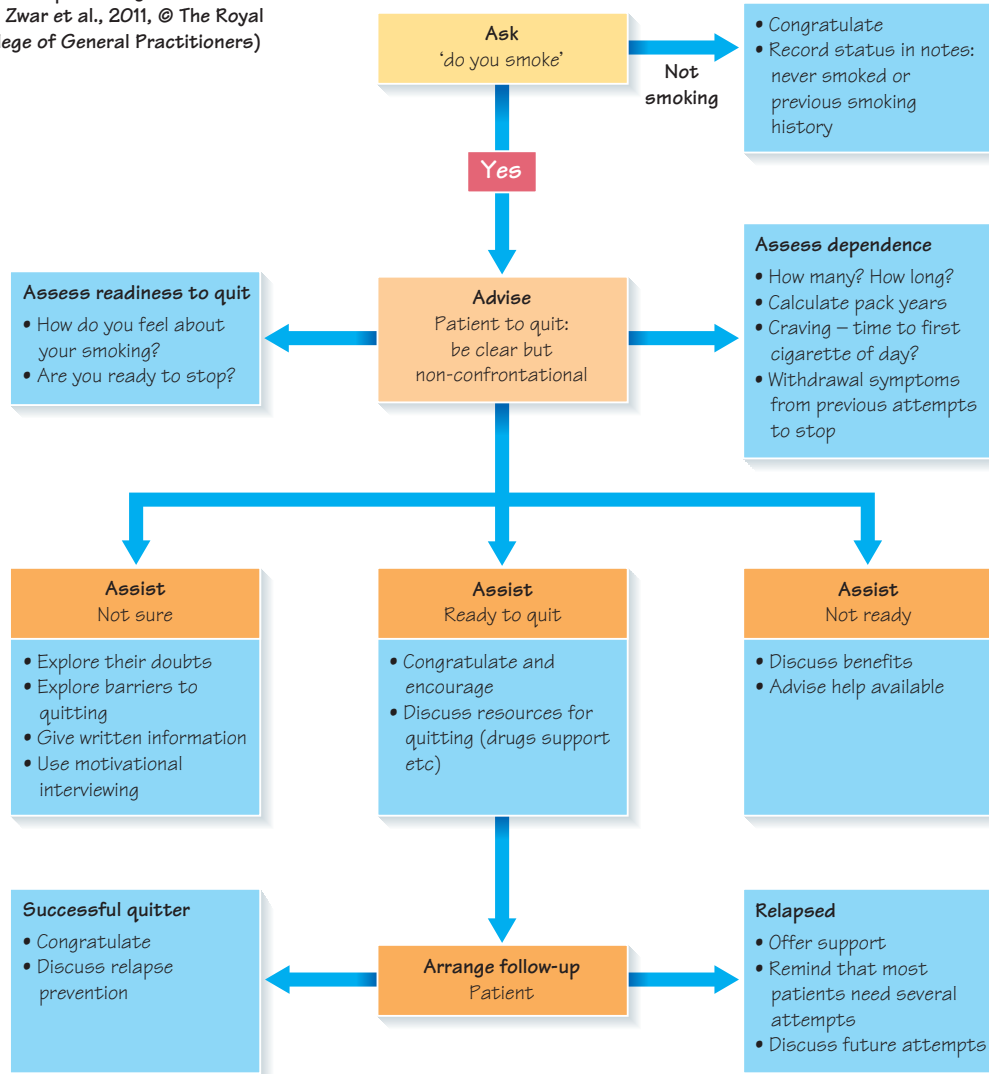 Zwar et al., 2011, © The Royal
lege of General Practitioners)
Ask
‘do you smoke’
Not
smoking
• Congratulate
• Record status in notes:
never smoked or
previous smoking
history
Yes
Assess readiness to quit
• How do you feel about
your smoking?
• Are you ready to stop?
Advise
Patient to quit:
be clear but
non-confrontational
Assess dependence
• How many? How long?
• Calculate pack years
• Craving – time to first
cigarette of day?
• Withdrawal symptoms
from previous attempts
to stop
Assist
Not sure
• Explore their doubts
• Explore barriers to
quitting
• Give written information
• Use motivational
interviewing
Assist
Ready to quit
• Congratulate and
encourage
• Discuss resources for
quitting (drugs support
etc)
Assist
Not ready
• Discuss benefits
• Advise help available
Successful quitter
• Congratulate
• Discuss relapse
prevention
Arrange follow-up
Patient
Relapsed
• Offer support
• Remind that most
patients need several
attempts
• Discuss future attempts